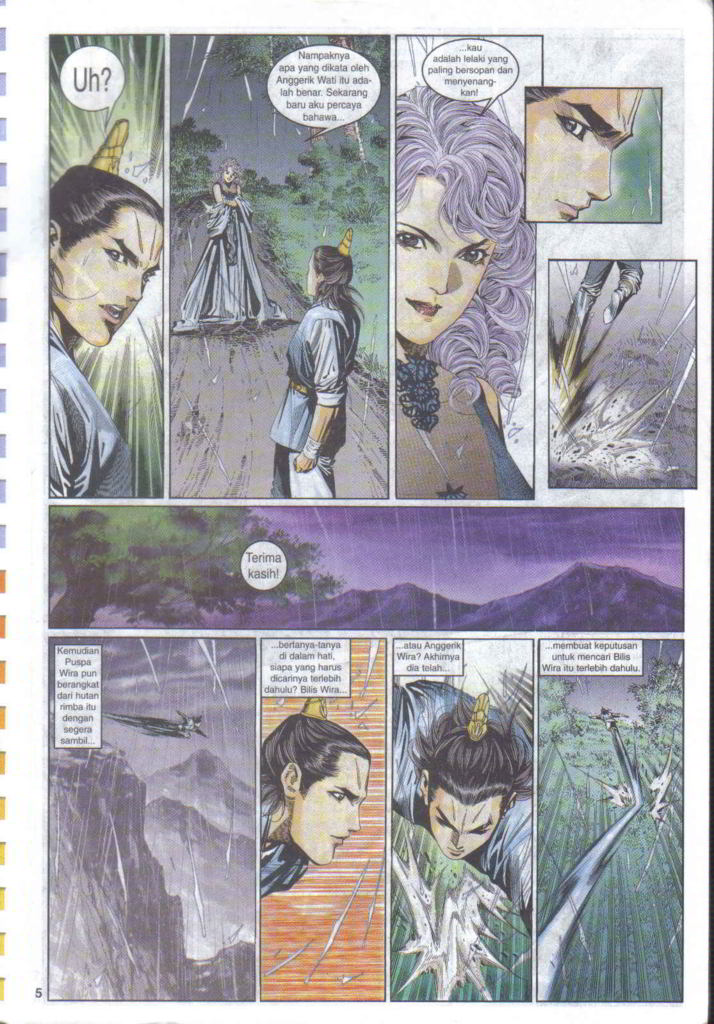 Uh?
Nampaknya
apa yang dikata oleh
Anggerik Wati itu ada-
lah benar. Sekarang
baru aku percaya
bahawa...
...kau
adalah lelaki yang
paling bersopan dan
menyenang-
kan!
Terima
kasih!
Kemudian
Puspa
Wira pun
berangkat
dari hutan
rimba itu
dengan
segera
sambil...
...bertanya-tanya
di dalam hati,
siapa yang harus
dicarinya terlebih
dahulu? Bilis Wira...
...atau Anggerik
Wira? Akhirnya
dia telah...
...membuat keputusan
untuk mencari Bilis
Wira itu terlebih dahulu.
5